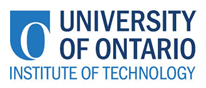 UNIVERSITY
OF ONTARIO
INSTITUTE OF TECHNOLOGY